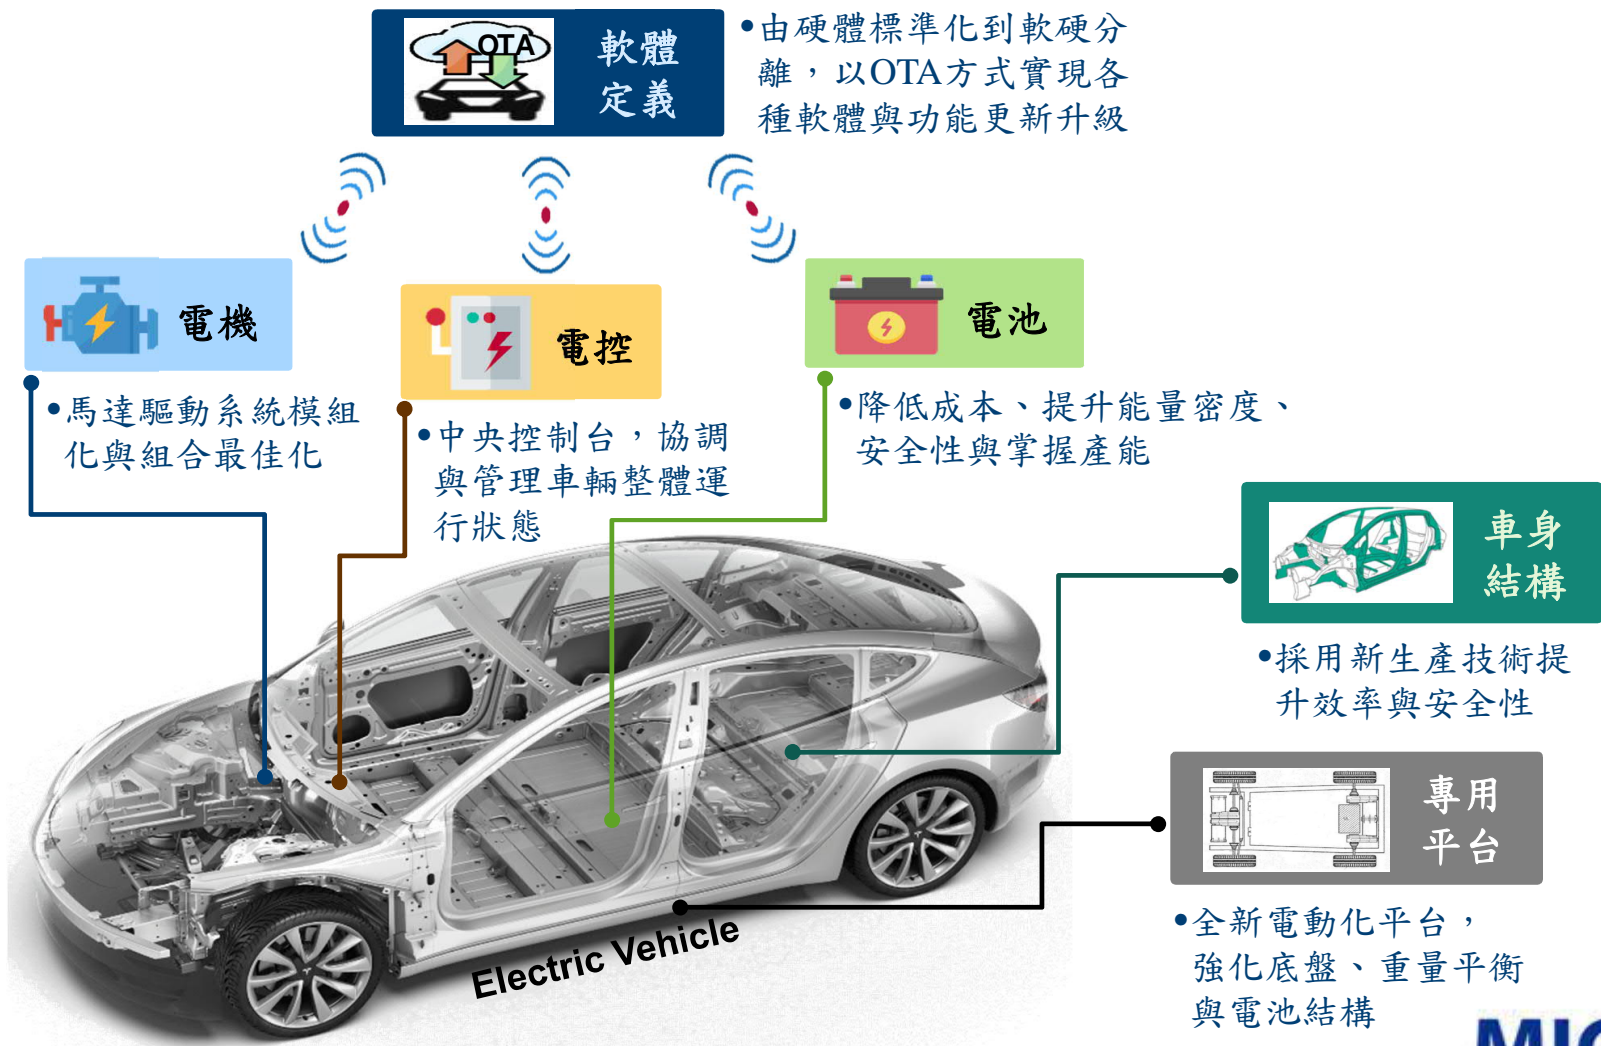 OTA
軟體
定義
•由硬體標準化到軟硬分
離，以OTA方式實現各
種軟體與功能更新升級
電機
•馬達驅動系統模組
化與組合最佳化
電控
•中央控制台，協調
與管理車輛整體運
行狀態
電池
•降低成本、提升能量密度、
安全性與掌握產能
車身
結構
•採用新生產技術提
升效率與安全性
專用
平台
•全新電動化平台，
強化底盤、重量平衡
與電池結構
Electric Vehicle